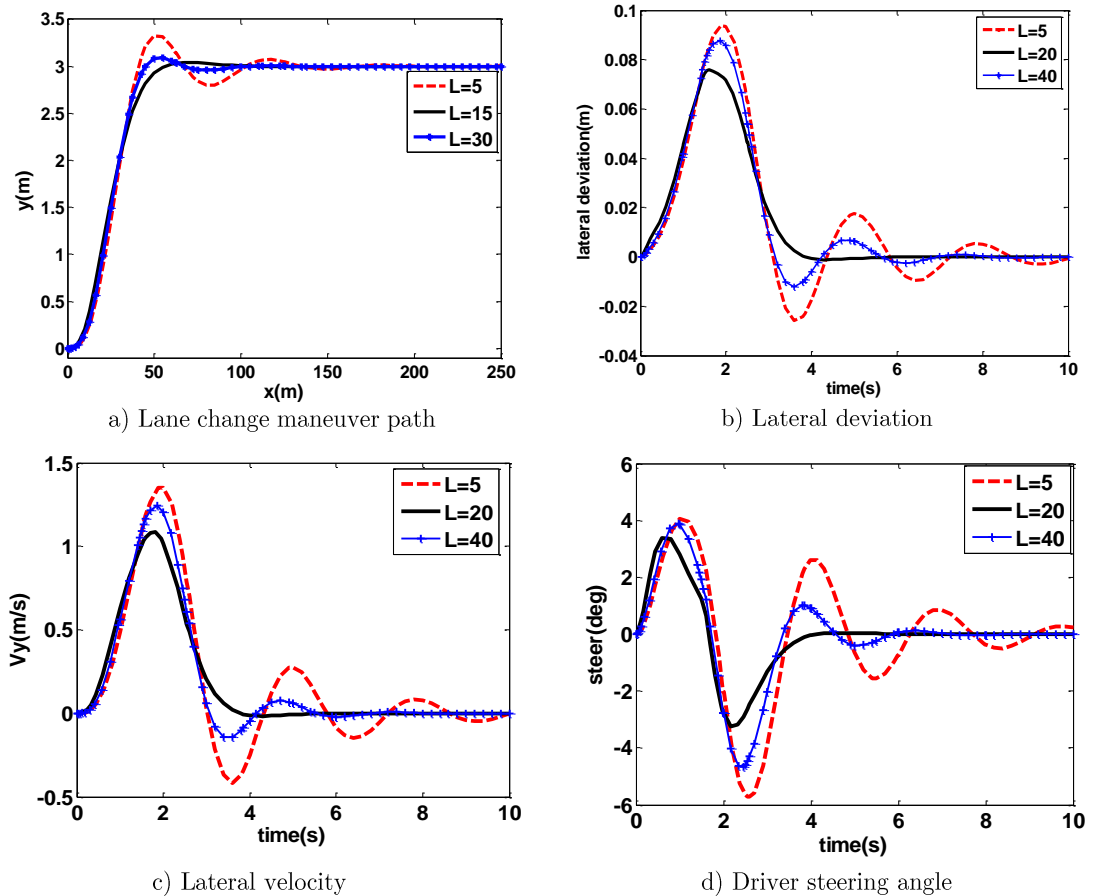 3.5
3
2.5
2
1.5
1
0.5
0
y(m)
0 50 100 150 200 250
x(m)
L=5
L=15
L=30
a) Lane change maneuver path
0.1
0.08
0.06
0.04
0.02
0
-0.02
-0.04
lateral deviation(m)
0 2 4 6 8 10
time(s)
L=5
L=20
L=40
b) Lateral deviation
1.5
1
0.5
0
-0.5
Vy(m/s)
0 2 4 6 8 10
time(s)
L=5
L=20
L=40
c) Lateral velocity
6
4
2
0
-2
-4
-6
steer(deg)
0 2 4 6 8 10
time(s)
L=5
L=20
L=40
d) Driver steering angle